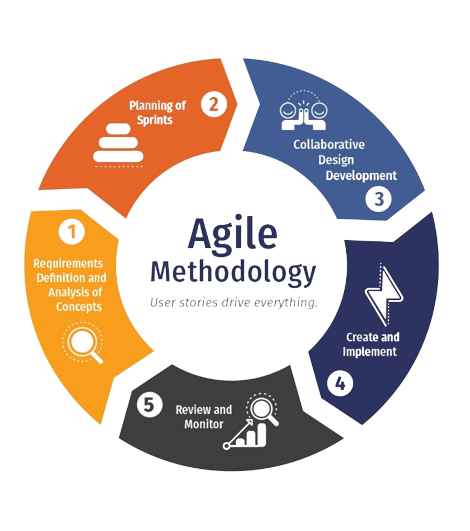 Agile
Methodology
User stories drive everything.
1
Requirements
Definition and
Analysis of
Concepts
2
Planning of
Sprints
3
Collaborative
Design
Development
4
Create and
Implement
5
Review and
Monitor